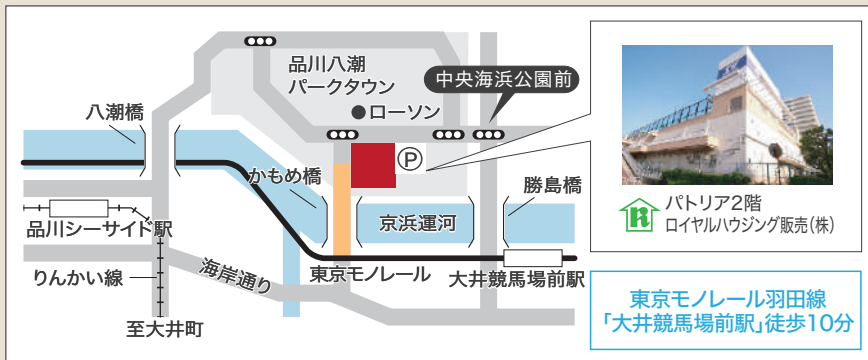 品川八潮
パークタウン
中央海浜公園前
●ローソン
八潮橋
P
かもめ橋
勝島橋
京浜運河
品川シーサイド駅
りんかい線
海岸通り
東京モノレール
大井競馬場前駅
至大井町
パトリア2階
ロイヤルハウジング販売(株)
東京モノレール羽田線
「大井競馬場前駅」徒歩10分